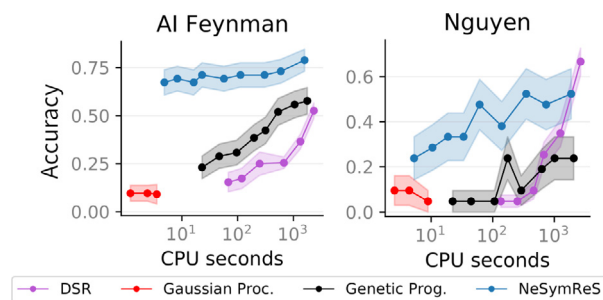 AI Feynman
Nguyen
Accuracy
0.75
0.50
0.25
0.00
0.6
0.4
0.2
0.0
10¹ 10² 10³
10¹ 10² 10³
CPU seconds
CPU seconds
DSR Gaussian Proc. Genetic Prog. NeSymReS